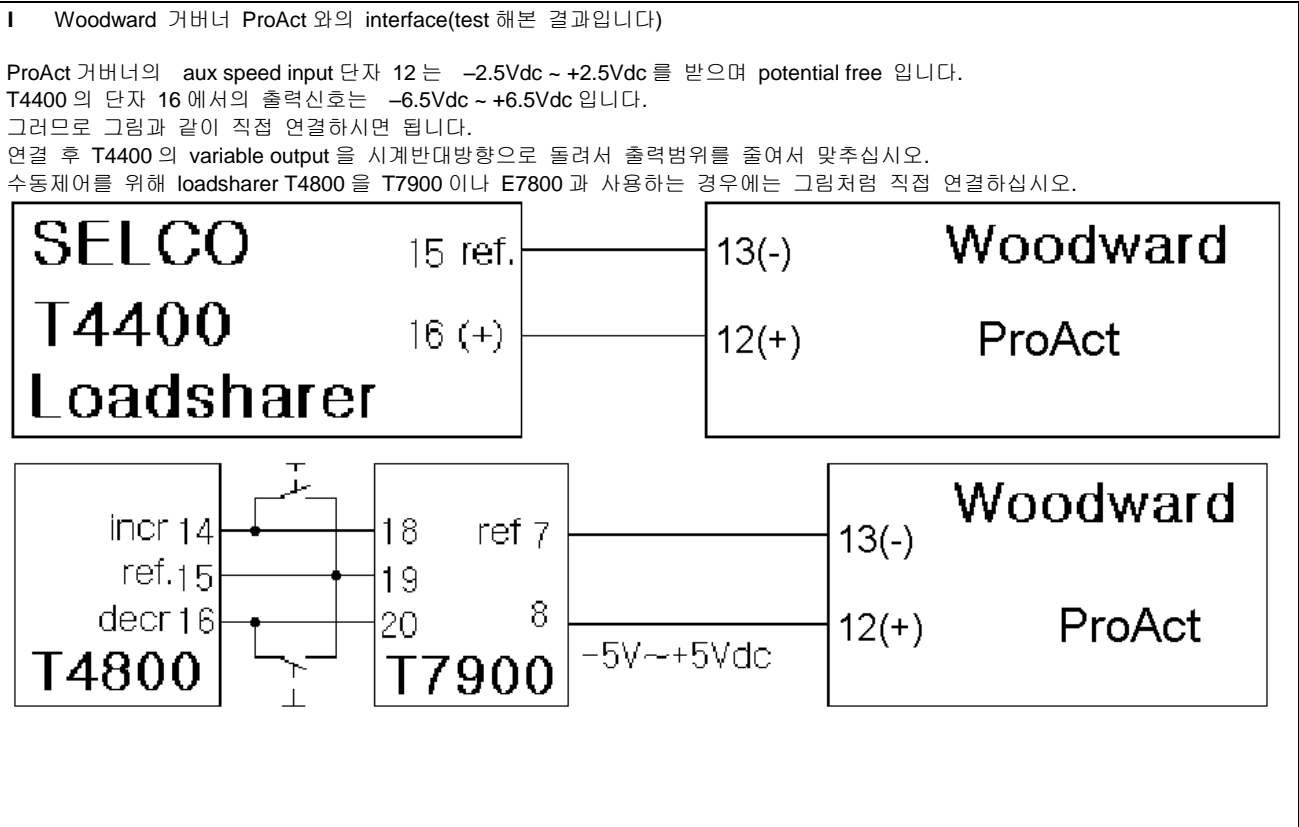 l Woodward 거버너 ProAct 와의 interface(test 해본 결과입니다)
ProAct 거버너의 aux speed input 단자 12 는 –2.5Vdc ~ +2.5Vdc 를 받으며 potential free 입니다.
T4400 의 단자 16 에서의 출력신호는 –6.5Vdc ~ +6.5Vdc 입니다.
그러므로 그림과 같이 직접 연결하시면 됩니다.
연결 후 T4400 의 variable output 을 시계반대방향으로 돌려서 출력범위를 줄여서 맞추십시오.
수동제어를 위해 loadsharer T4800 을 T7900 이나 E7800 과 사용하는 경우에는 그림처럼 직접 연결하십시오.
SELCO
T4400
Loadsharer
15 ref.
16 (+)
13(-)
12(+)
Woodward
ProAct
incr 14
ref.15
decr 16
T4800
18
19
20
ref 7
8
T7900
-5V~+5Vdc
13(-)
12(+)
Woodward
ProAct